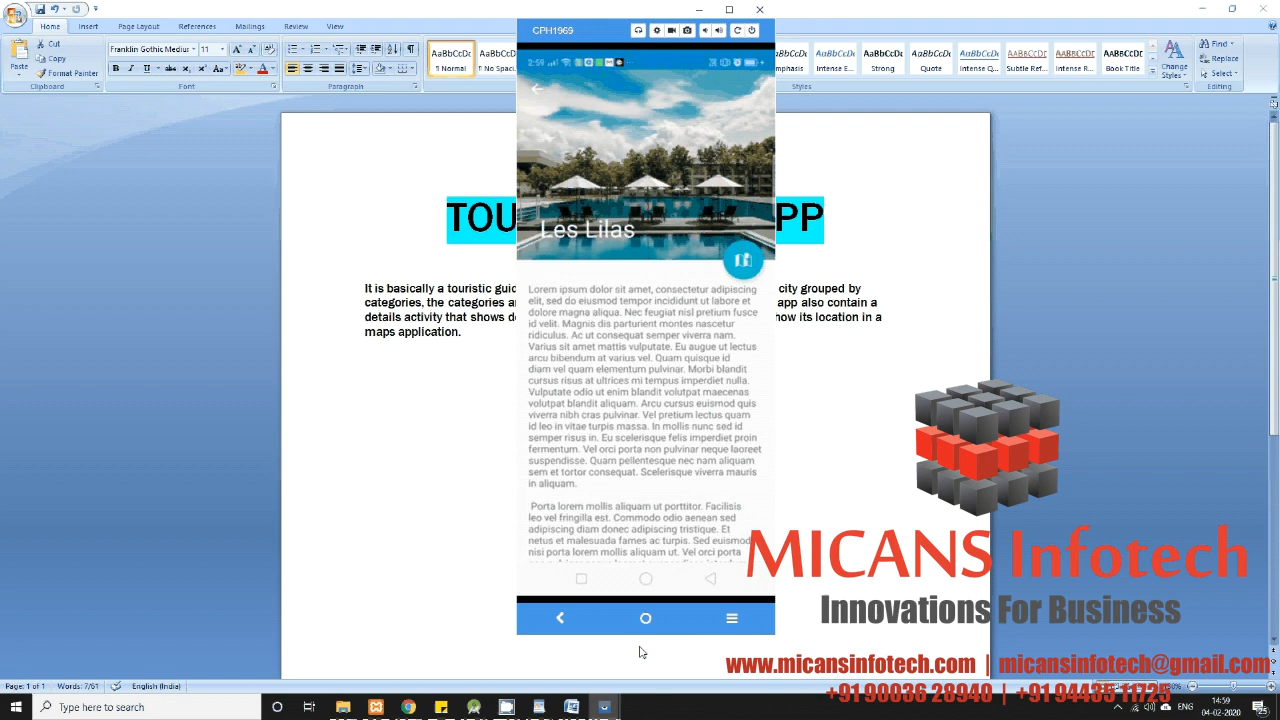 Home
Insert
Page Layout
References
Review
View
Cut
Copy
Format Painter
Paste
Clipboard
Franklin Gothic Medium
11
Font
AaBbCcDc
¶ Normal
AaBbCcDc
Intense E...
AaBbCcDc
Strong
AaBbCcDc
Quote
AaBbCcDc
Intense Q...
AaBbCcDc
Subtle Ref...
AaBbCcDc
Intense R...
AaBbCcDc
Book Title
Change
Styles
Styles
Find
Replace
Select
Editing
CPH1969
2:59
Les Lilas
TOU
PP
It is basically a touristic
city grouped by
categories, the categories
app also contain a
details activity that shows
how its location in a
maps application.
Lorem ipsum dolor sit amet, consectetur adipiscing
elit, sed do eiusmod tempor incididunt ut labore et
dolore magna aliqua. Nec feugiat nisl pretium fusce
id velit. Magnis dis parturient montes nascetur
ridiculus. Ac ut consequat semper viverra nam.
Varius sit amet mattis vulputate. Eu augue ut lectus
arcu bibendum at varius vel. Quam quisque id
diam vel quam elementum pulvinar. Morbi blandit
cursus risus at ultrices mi tempus imperdiet nulla.
Vulputate odio ut enim blandit volutpat maecenas
volutpat blandit aliquam. Arcu cursus euismod quis
viverra nibh cras pulvinar. Vel pretium lectus quam
id leo in vitae turpis massa. In mollis nunc sed id
semper risus in. Eu scelerisque felis imperdiet proin
fermentum. Vel orci porta non pulvinar neque laoreet
suspendisse. Quam pellentesque nec nam aliquam
sem et tortor consequat. Scelerisque viverra mauris
in aliquam.
Porta lorem mollis aliquam ut porttitor. Facilisis
leo vel fringilla est. Commodo odio aenean sed
adipiscing diam donec adipiscing tristique. Et
netus et malesuada fames ac turpis. Sed euismod
nisi porta lorem mollis aliquam ut. Vel orci porta
MICANS Infotech
Innovations For Business
www.micansinfotech.com | micansinfotech@gmail.com
+91 90036 28940 | +91 94435 11725
Page: 1 of 1
Words: 7/61
English (India)
Type here to search
ENG
14:59
04-02-2020